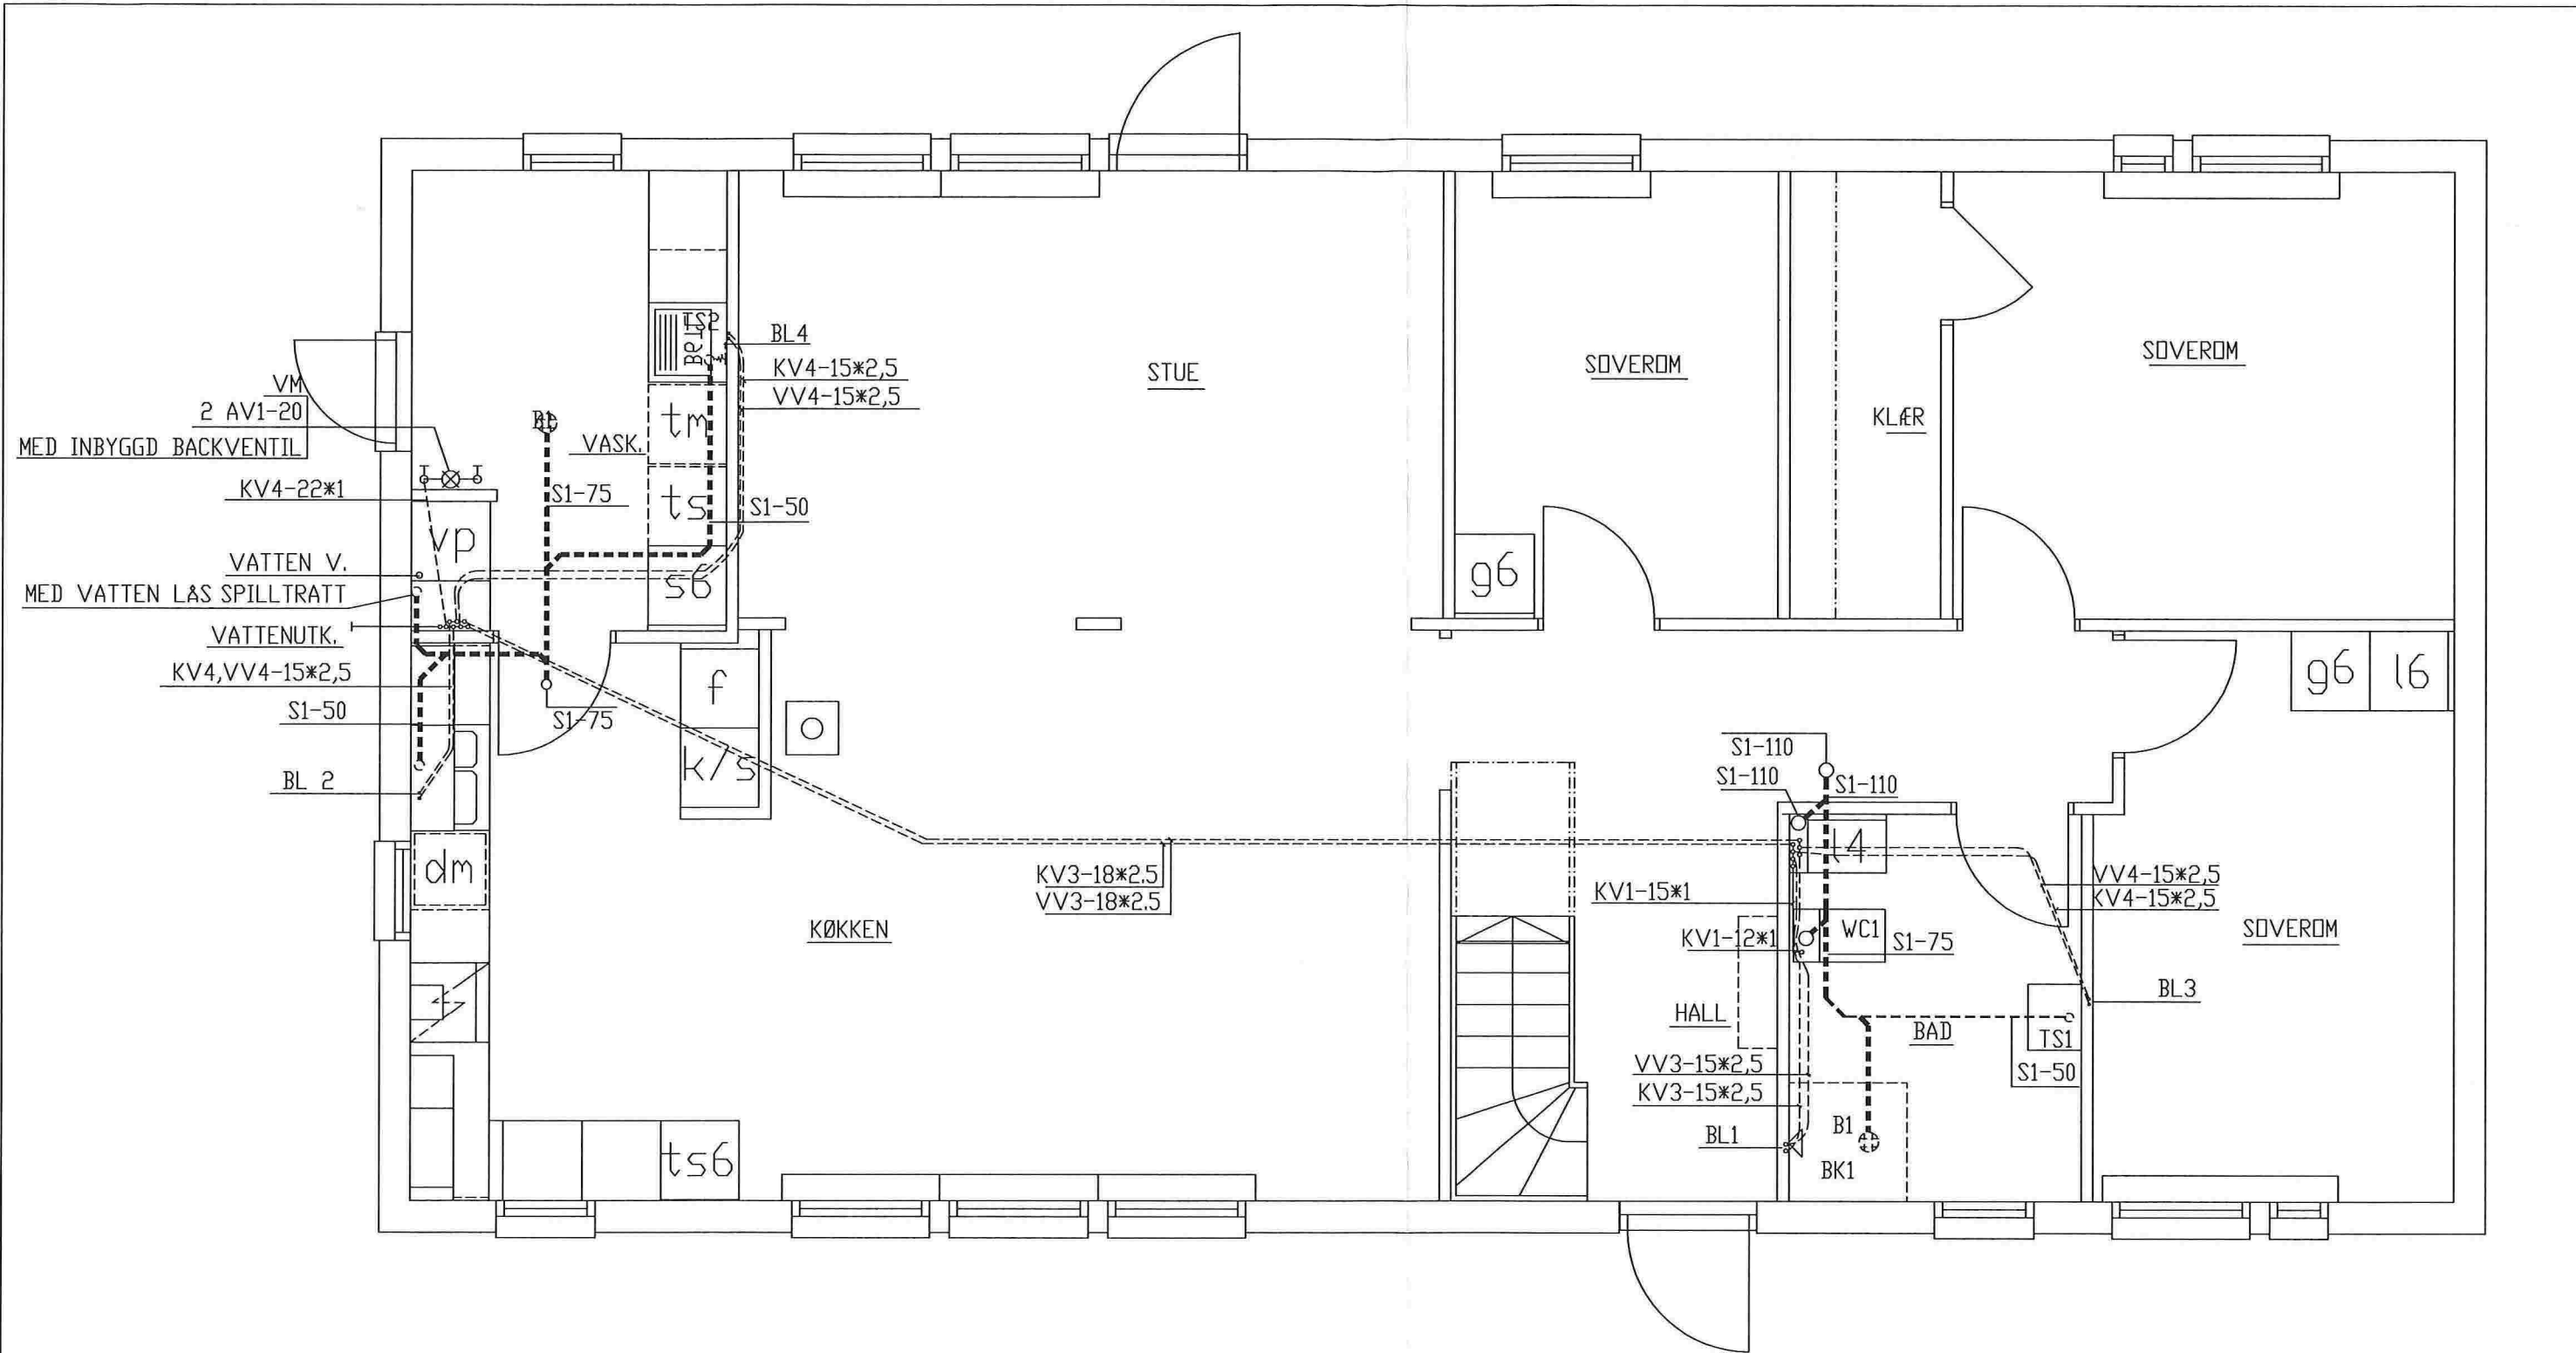 TS2
BL4
KV4-15*2,5
VV4-15*2,5
STUE
SOVEROM
SOVEROM
KLÆR
VM
2 AV1-20
MED INBYGGD BACKVENTIL
B1
VASK.
tm
KV4-22*1
S1-75
ts
S1-50
vp
VATTEN V.
MED VATTEN LÅS SPILLTRATT
s6
g6
VATTENUTK.
KV4,VV4-15*2,5
S1-50
S1-75
f
k/s
BL 2
g6
l6
S1-110
S1-110
S1-110
dm
l4
KV3-18*2.5
VV3-18*2.5
KV1-15*1
VV4-15*2,5
KV4-15*2,5
KØKKEN
KV1-12*1
WC1
S1-75
SOVEROM
BL3
HALL
BAD
TS1
VV3-15*2,5
KV3-15*2,5
S1-50
BL1
B1
BK1
ts6